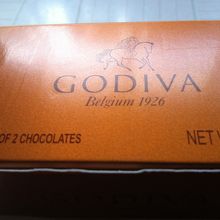 GODIVA
Belgium 1926
OF 2 CHOCOLATES
NET